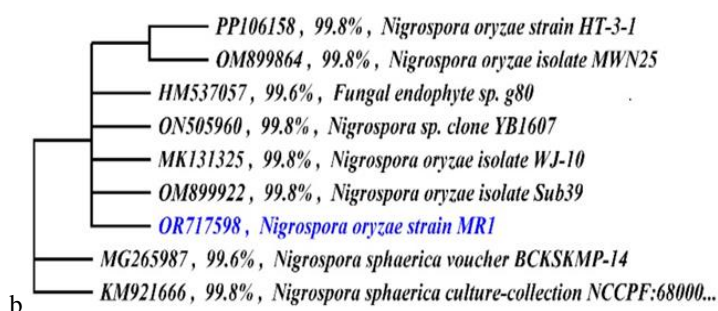 PP106158, 99.8%, Nigrospora oryzae strain HT-3-1
OM899864, 99.8%, Nigrospora oryzae isolate MWN25
HM537057, 99.6%, Fungal endophyte sp. g80
ON505960, 99.8%, Nigrospora sp. clone YB1607
MK131325, 99.8%, Nigrospora oryzae isolate WJ-10
OM899922, 99.8%, Nigrospora oryzae isolate Sub39
OR717598, Nigrospora oryzae strain MR1
MG265987, 99.6%, Nigrospora sphaerica voucher BCKSKMP-14
KM921666, 99.8%, Nigrospora sphaerica culture-collection NCCPF:68000...
b